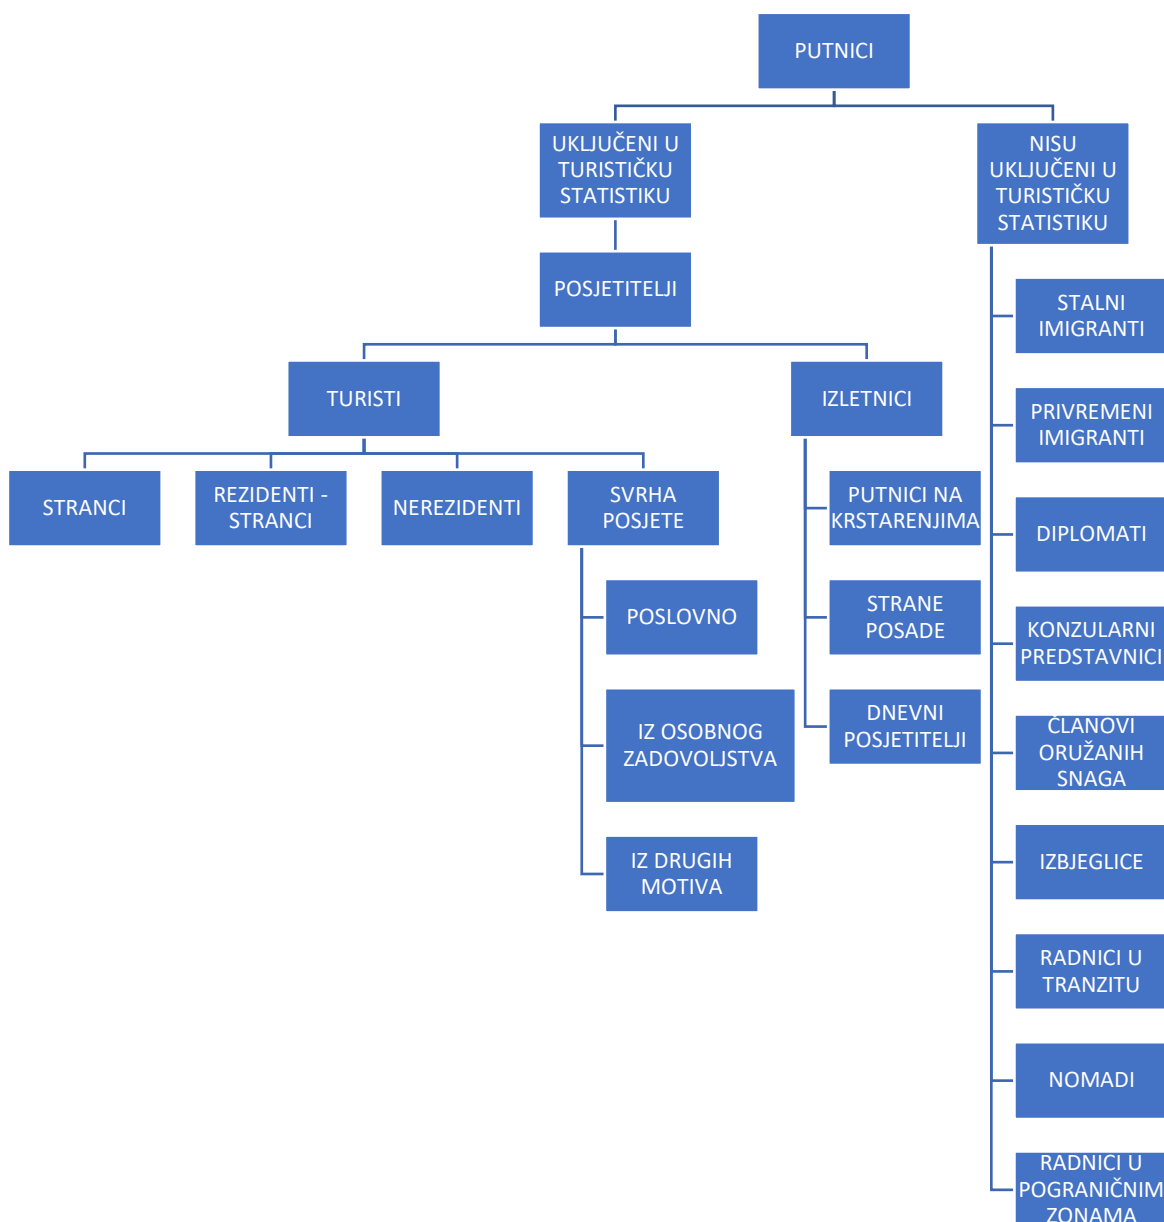 PUTNICI
UKLJUČENI U
TURISTIČKU
STATISTIKU
NISU
UKLJUČENI U
TURISTIČKU
STATISTIKU
POSJETITELJI
TURISTI
IZLETNICI
STRANCI
REZIDENTI -
STRANCI
NEREZIDENTI
SVRHA
POSJETE
POSLOVNO
IZ OSOBNOG
ZADOVOLJSTVA
IZ DRUGIH
MOTIVA
PUTNICI NA
KRSTARENJIMA
STRANE
POSADE
DNEVNI
POSJETITELJI
STALNI
IMIGRANTI
PRIVREMENI
IMIGRANTI
DIPLOMATI
KONZULARNI
PREDSTAVNICI
ČLANOVI
ORUŽANIH
SNAGA
IZBJEGLICE
RADNICI U
TRANZITU
NOMADI
RADNICI U
POGRANIČNIM
ZONAMA